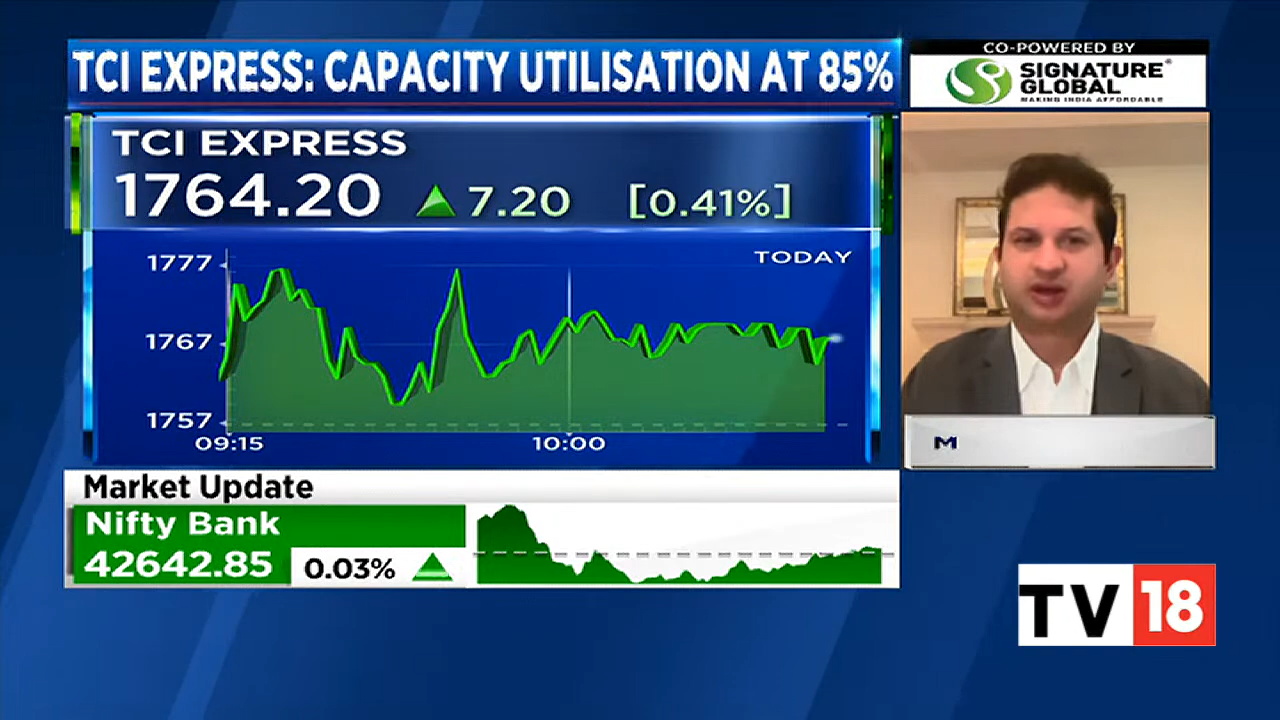 TCI EXPRESS: CAPACITY UTILISATION AT 85%
CO-POWERED BY
SIGNATURE
GLOBAL
MAKING INDIA AFFORDABLE
TCI EXPRESS
1764.20 ▲ 7.20 [0.41%]
TODAY
1777
1767
1757
09:15 10:00
M
Market Update
Nifty Bank
42642.85 0.03% ▲
TV 18